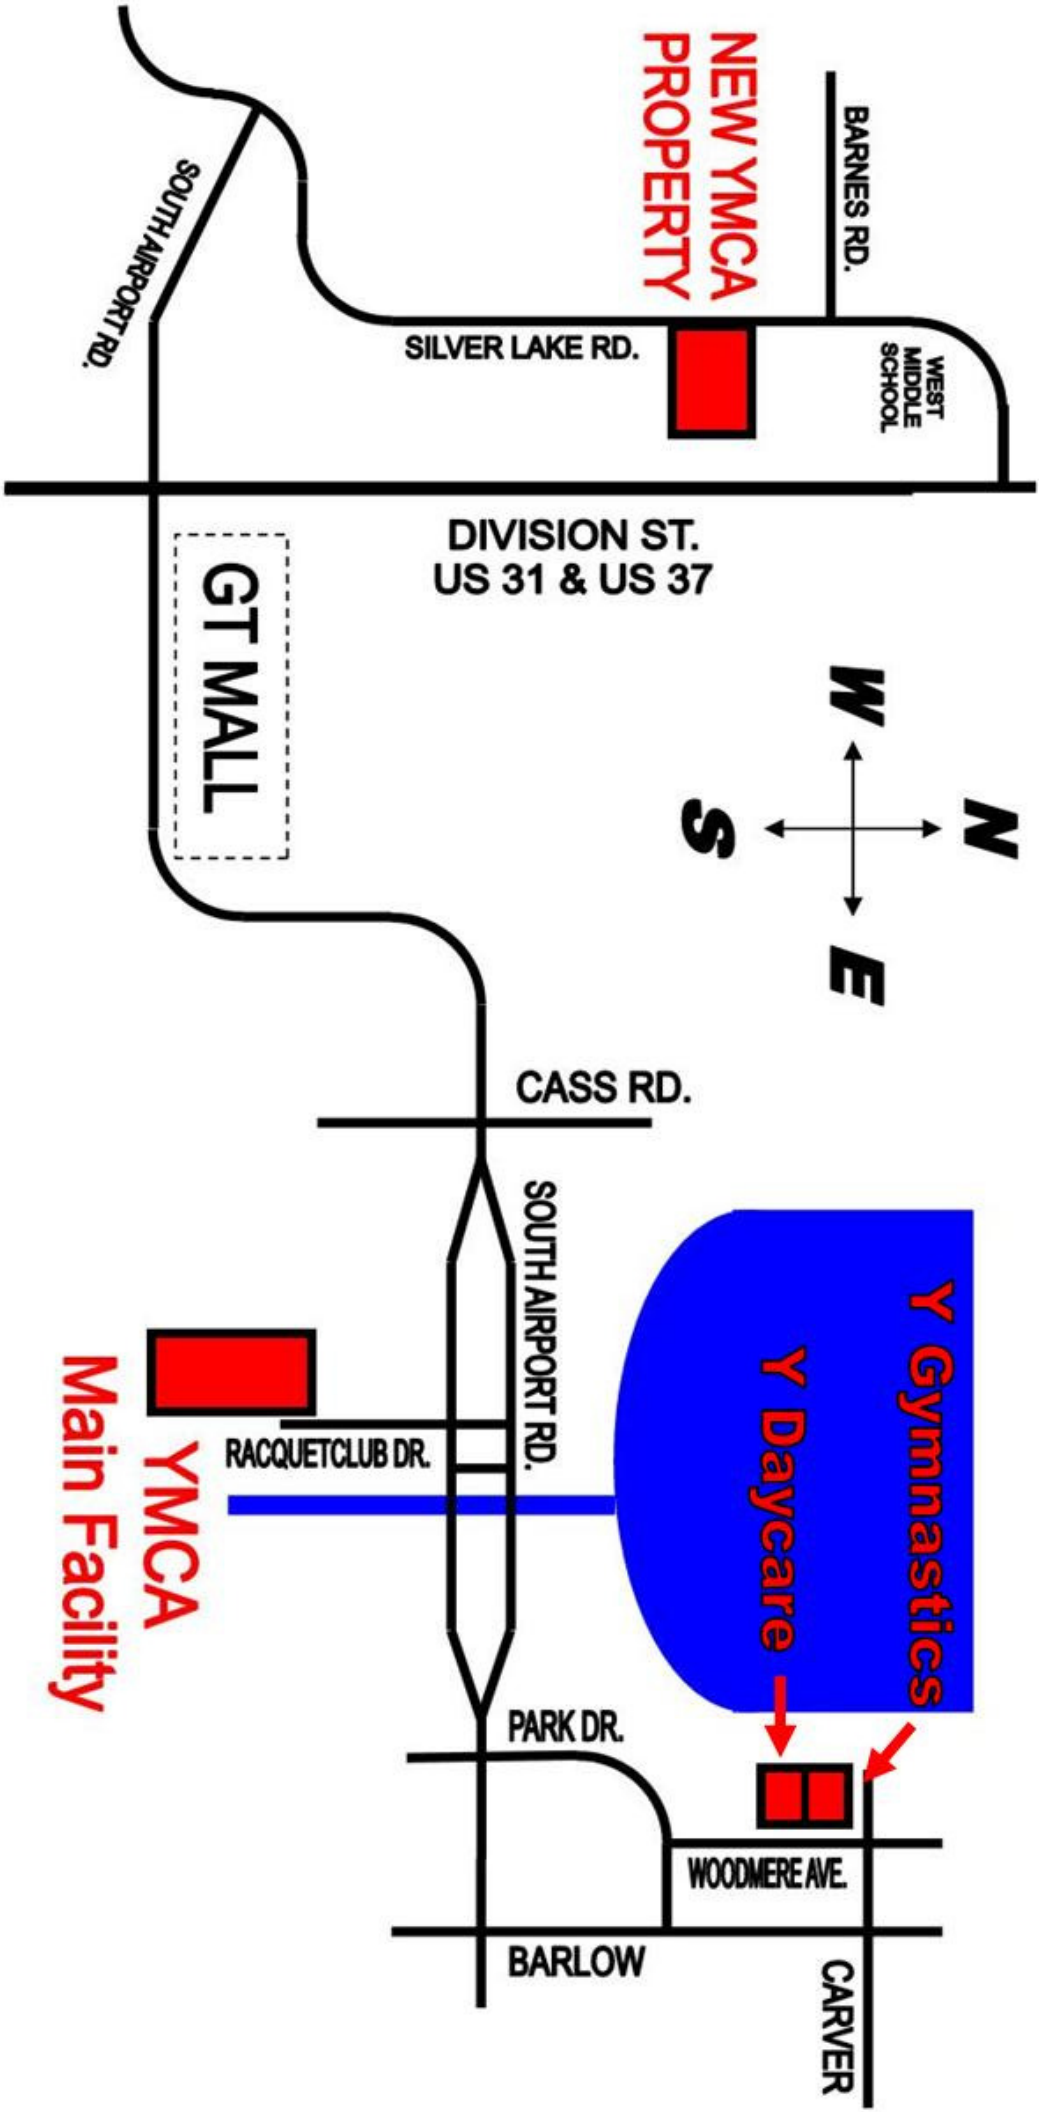 NEW YMCA
PROPERTY
BARNES RD.
SOUTH AIRPORT RD.
SILVER LAKE RD.
WEST
MIDDLE
SCHOOL
DIVISION ST.
US 31 & US 37
GT MALL
N
W
E
S
CASS RD.
SOUTH AIRPORT RD.
Y Gymnastics
Y Daycare
RACQUETCLUB DR.
YMCA
Main Facility
PARK DR.
WOODMERE AVE.
BARLOW
CARVER